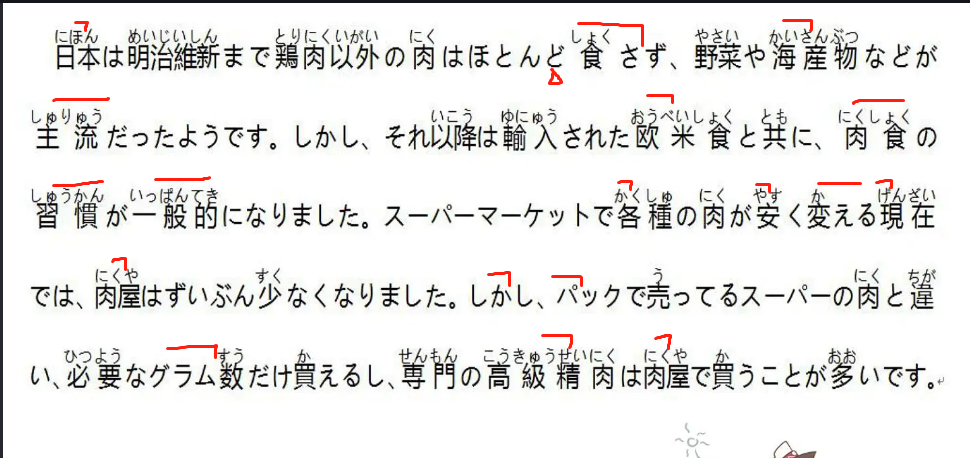 にほん めいじいしん とりにくいがい にく しょく やさい かいさんぶつ
日本は明治維新まで鶏肉以外の肉はほとんど食さず、野菜や海産物などが
しゅりゅう いこう ゆにゅう おうべいしょく とも にくしょく
主流だったようです。しかし、それ以降は輸入された欧米食と共に、肉食の
しゅうかん いっぱんてき かくしゅ にく やす か げんざい
習慣が一般的になりました。スーパーマーケットで各種の肉が安く変える現在
にくや すく う にく ちが
では、肉屋はずいぶん少なくなりました。しかし、パックで売ってるスーパーの肉と違
ひつよう すう か せんもん こうきゅうせいにく にくや か おお
い、必要なグラム数だけ買えるし、専門の高級精肉は肉屋で買うことが多いです。